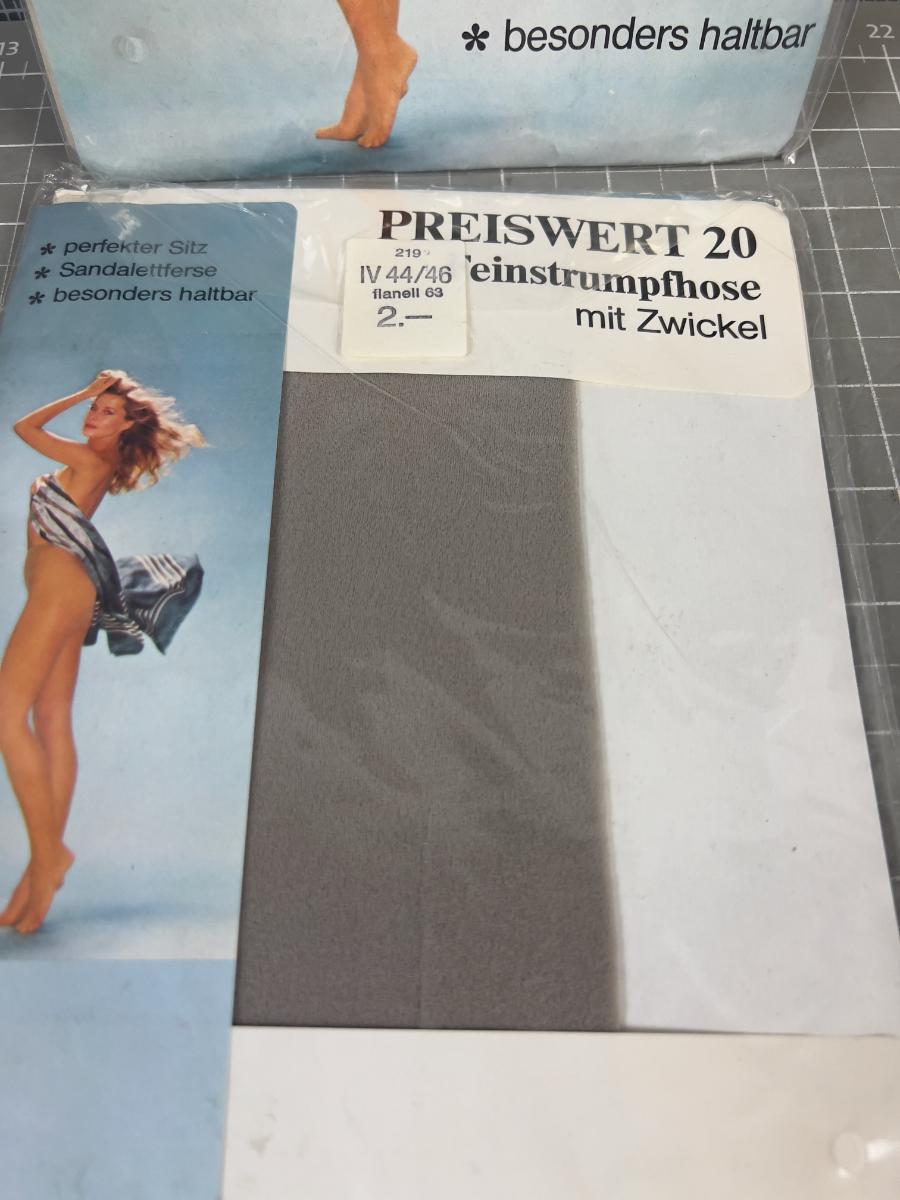 13
22
* besonders haltbar
* perfekter Sitz
* Sandalettferse
* besonders haltbar
PREISWERT 20
Feinstrumpfhose
mit Zwickel
219
IV 44/46
flanell 63
2.—